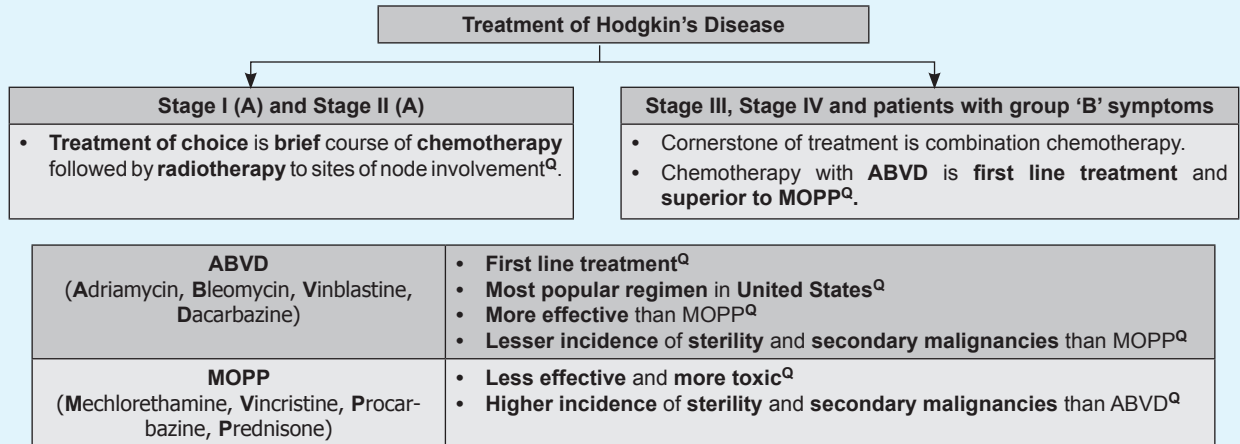 Treatment of Hodgkin's Disease
Stage I (A) and Stage II (A)
• Treatment of choice is brief course of chemotherapy
followed by radiotherapy to sites of node involvementQ.
Stage III, Stage IV and patients with group 'B' symptoms
• Cornerstone of treatment is combination chemotherapy.
• Chemotherapy with ABVD is first line treatment and
superior to MOPPQ.
ABVD
(Adriamycin, Bleomycin, Vinblastine,
Dacarbazine)
• First line treatmentQ
• Most popular regimen in United StatesQ
• More effective than MOPPQ
• Lesser incidence of sterility and secondary malignancies than MOPPQ
MOPP
(Mechlorethamine, Vincristine, Procar-
bazine, Prednisone)
• Less effective and more toxicQ
• Higher incidence of sterility and secondary malignancies than ABVDQ